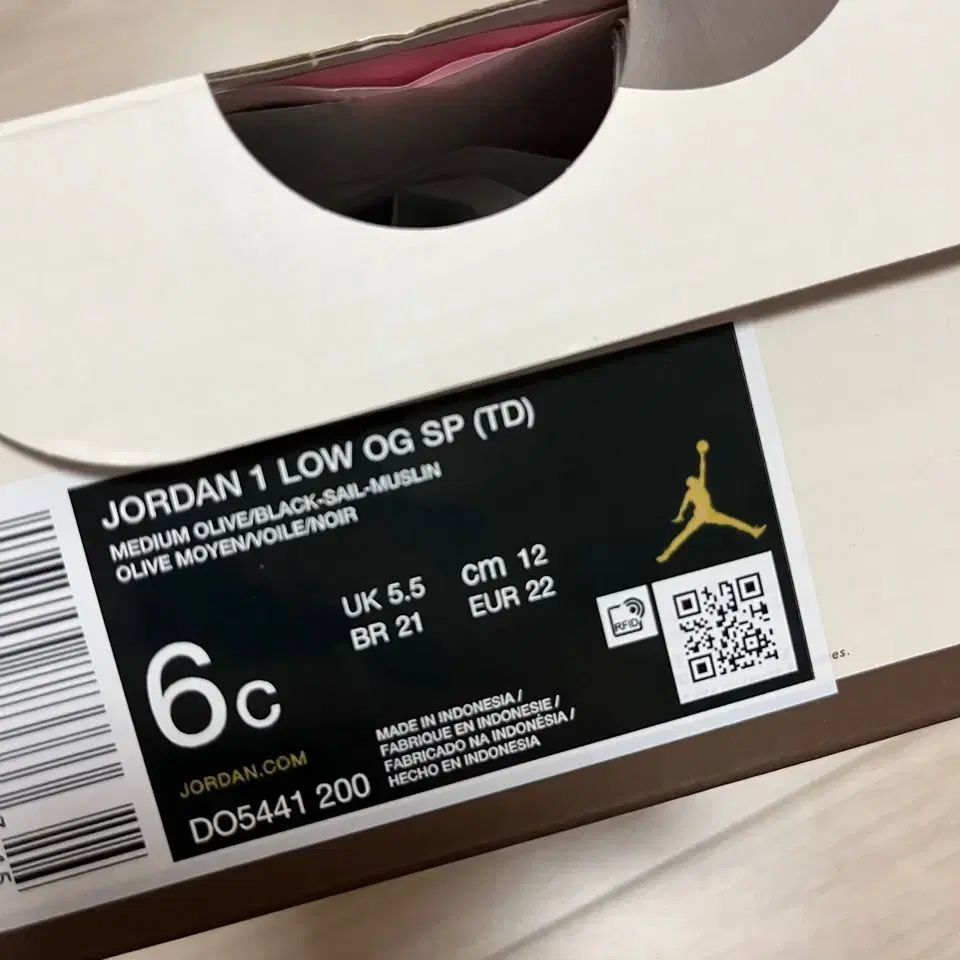 JORDAN 1 LOW OG SP (TD)
MEDIUM OLIVE/BLACK-SAIL-MUSLIN
OLIVE MOYEN/VOILE/NOIR
UK 5.5 cm 12
BR 21 EUR 22
6c
RFID
JORDAN.COM
MADE IN INDONESIA /
FABRIQUE EN INDONESIE /
FABRICADO NA INDONÉSIA /
HECHO EN INDONESIA
DO5441 200